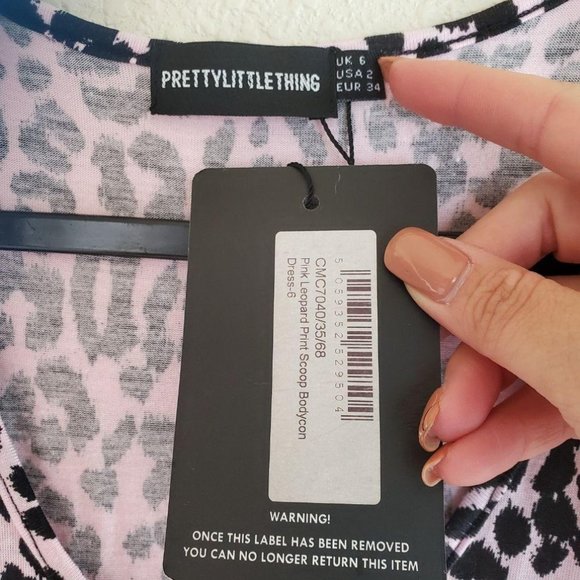 PRETTYLITTLETHING
UK 6
USA 2
EUR 34
CMC7040/35/68
Pink Leopard Print Scoop Bodycon
Dress-6
5059352529504
WARNING!
ONCE THIS LABEL HAS BEEN REMOVED
YOU CAN NO LONGER RETURN THIS ITEM